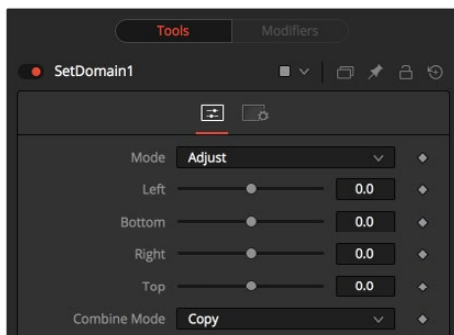 Tools Modifiers
SetDomain1
Mode Adjust
Left 0.0
Bottom 0.0
Right 0.0
Top 0.0
Combine Mode Copy